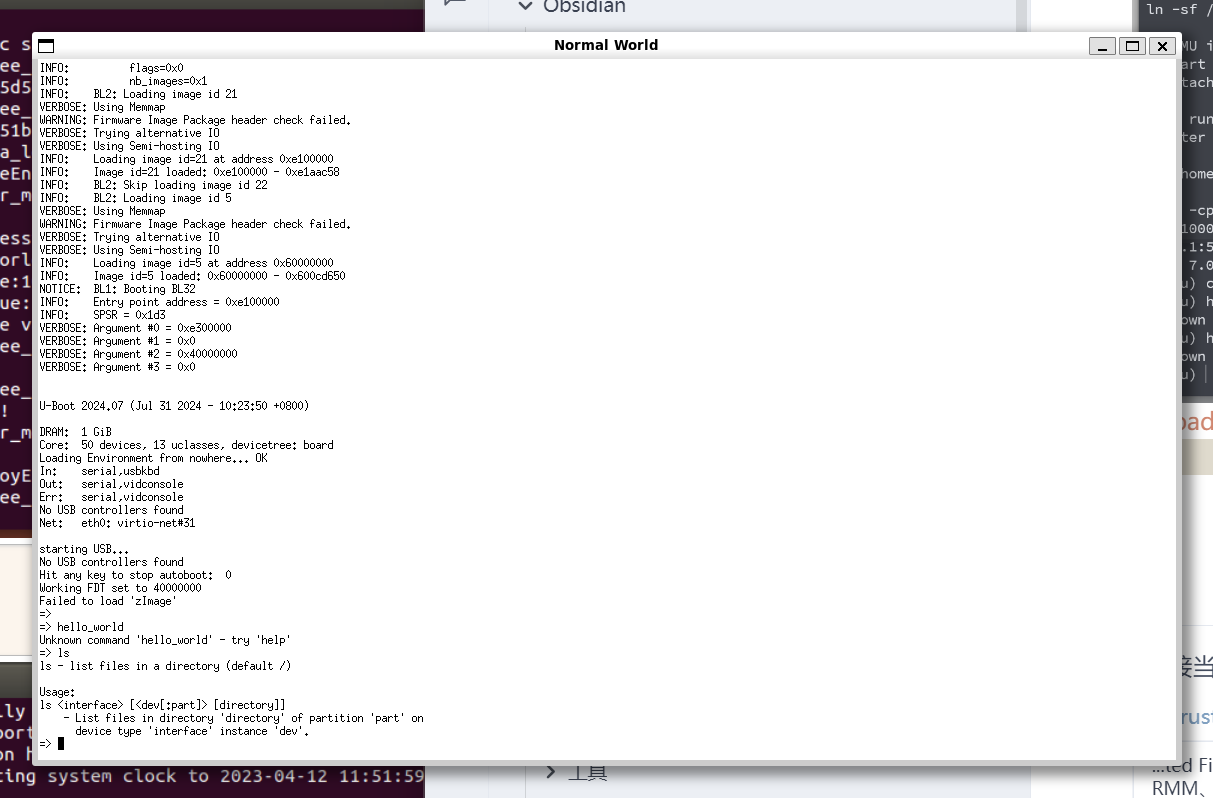 Obsidian
ln -sf /
Normal World
INFO:          flags=0x0
INFO:          nb_images=0x1
INFO:    BL2: Loading image id 21
VERBOSE: Using Memmap
WARNING: Firmware Image Package header check failed.
VERBOSE: Trying alternative IO
VERBOSE: Using Semi-hosting IO
INFO:    Loading image id=21 at address 0xe100000
INFO:    Image id=21 loaded: 0xe100000 - 0xe1aac58
INFO:    BL2: Skip loading image id 22
INFO:    BL2: Loading image id 5
VERBOSE: Using Memmap
WARNING: Firmware Image Package header check failed.
VERBOSE: Trying alternative IO
VERBOSE: Using Semi-hosting IO
INFO:    Loading image id=5 at address 0x60000000
INFO:    Image id=5 loaded: 0x60000000 - 0x600cd650
NOTICE:  BL1: Booting BL32
INFO:    Entry point address = 0xe100000
INFO:    SPSR = 0x1d3
VERBOSE: Argument #0 = 0xe300000
VERBOSE: Argument #1 = 0x0
VERBOSE: Argument #2 = 0x40000000
VERBOSE: Argument #3 = 0x0
U-Boot 2024.07 (Jul 31 2024 - 10:23:50 +0800)
DRAM:  1 GiB
Core:  50 devices, 13 uclasses, devicetree: board
Loading Environment from nowhere... OK
In:    serial,usbkbd
Out:   serial,vidconsole
Err:   serial,vidconsole
No USB controllers found
Net:   eth0: virtio-net#31
starting USB...
No USB controllers found
Hit any key to stop autoboot:  0
Working FDT set to 40000000
Failed to load 'zImage'
=>
=> hello_world
Unknown command 'hello_world' - try 'help'
=> ls
ls - list files in a directory (default /)
Usage:
ls <interface> [<dev[:part]> [directory]]
    - List files in directory 'directory' of partition 'part' on
      device type 'interface' instance 'dev'.
=>
ting system clock to 2023-04-12 11:51:59
工具
RMM、